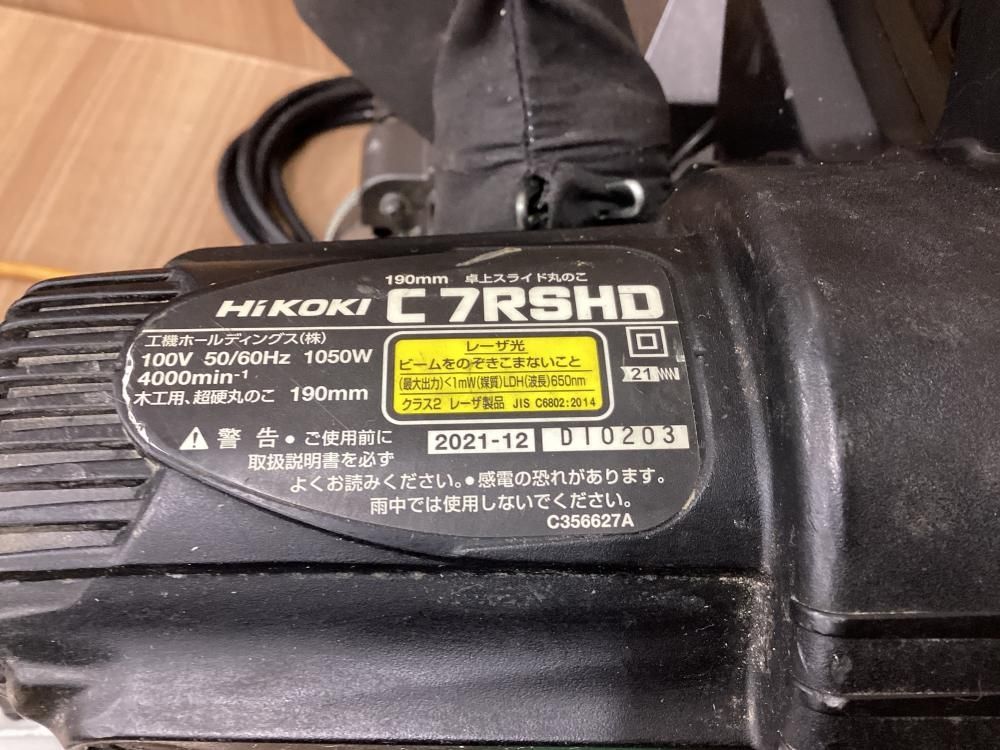 190mm 卓上スライド丸のこ
HiKOKI C 7RSHD
工機ホールディングス(株)
100V 50/60Hz 1050W
4000min-1
木工用、超硬丸のこ 190mm
レーザ光
ビームをのぞきこまないこと
(最大出力)<1mW(媒質)LDH(波長)650nm
クラス2 レーザ製品 JIS C6802:2014
21
警告 ● ご使用前に
取扱説明書を必ず
よくお読みください。● 感電の恐れがあります。
雨中では使用しないでください。
2021-12 D10203
C356627A